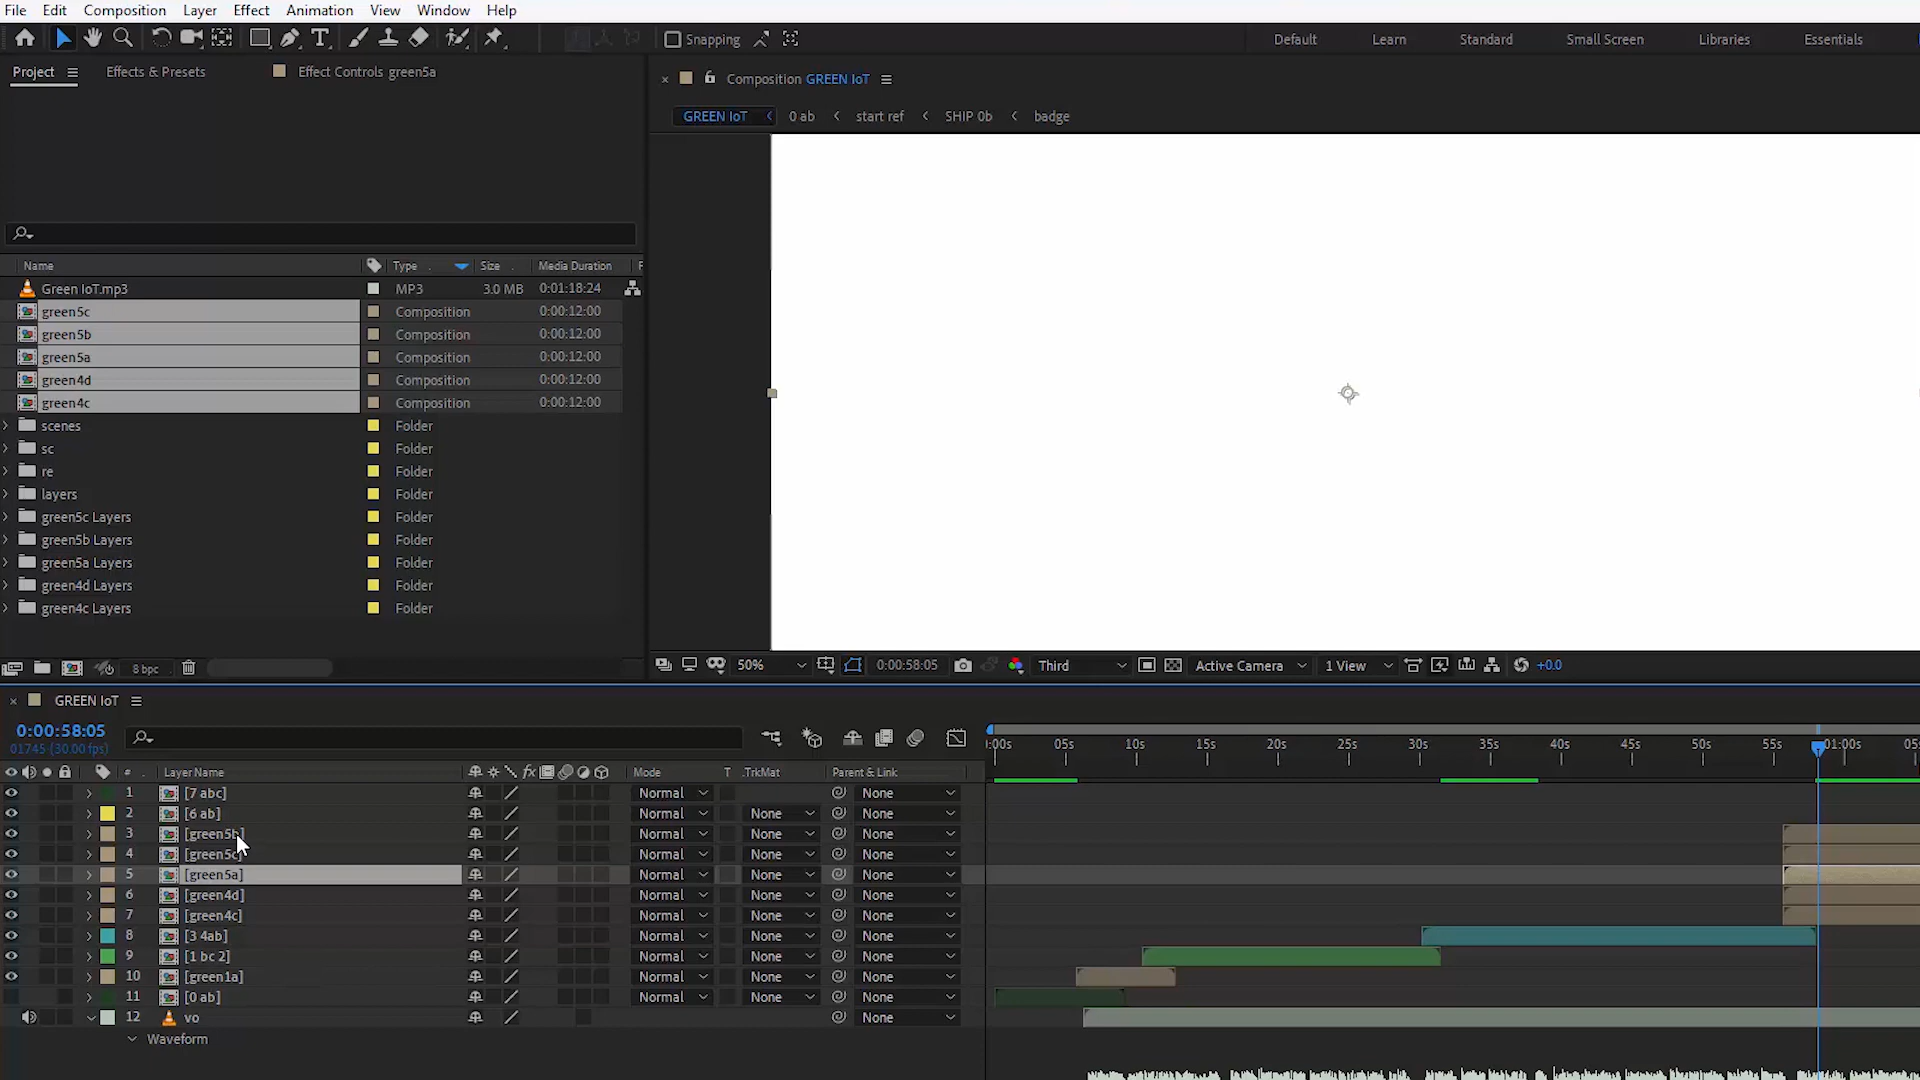 File Edit Composition Layer Effect Animation View Window Help
Snapping Default Learn Standard Small Screen Libraries Essentials
Project Effects & Presets Effect Controls green5a
Composition GREEN IoT
GREEN IoT 0 ab start ref SHIP 0b badge
Name Type Size Media Duration F
Green IoT.mp3 MP3 3.0 MB 0:01:18:24
green5c Composition 0:00:12:00
green5b Composition 0:00:12:00
green5a Composition 0:00:12:00
green4d Composition 0:00:12:00
green4c Composition 0:00:12:00
scenes Folder
sc Folder
re Folder
layers Folder
green5c Layers Folder
green5b Layers Folder
green5a Layers Folder
green4d Layers Folder
green4c Layers Folder
8 bpc 50% 0:00:58:05 Third Active Camera 1 View +0.0
GREEN IoT
0:00:58:05
01745 (30.00 fps)
:00s 05s 10s 15s 20s 25s 30s 35s 40s 45s 50s 55s 01:00s 05s
# Layer Name fx Mode T .TrkMat Parent & Link
1 [7 abc] Normal None
2 [6 ab] Normal None None
3 [green5b] Normal None None
4 [green5c] Normal None None
5 [green5a] Normal None None
6 [green4d] Normal None None
7 [green4c] Normal None None
8 [3 4ab] Normal None None
9 [1 bc 2] Normal None None
10 [green1a] Normal None None
11 [0 ab] Normal None None
12 vo None
Waveform